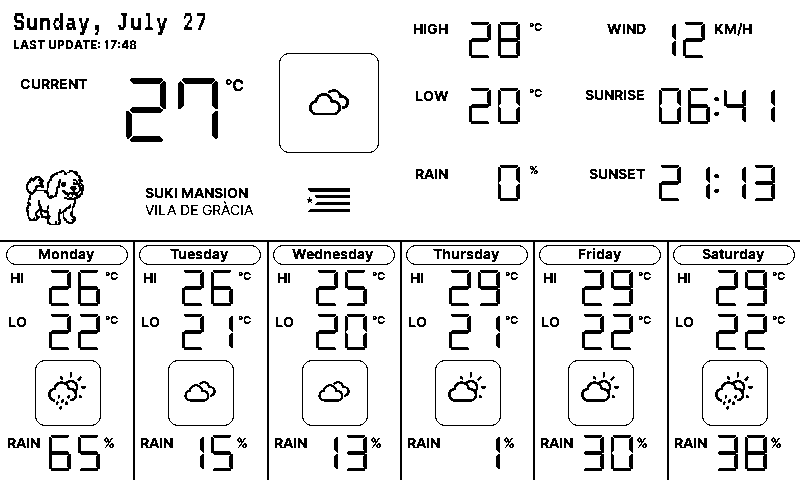 Sunday, July 27
LAST UPDATE: 17:48
CURRENT 27 °C
HIGH 28 °C
WIND 12 KM/H
LOW 20 °C
SUNRISE 06:41
RAIN 0 %
SUNSET 21:13
SUKI MANSION
VILA DE GRÀCIA
Monday
HI 26 °C
LO 22 °C
RAIN 65 %
Tuesday
HI 26 °C
LO 21 °C
RAIN 15 %
Wednesday
HI 25 °C
LO 20 °C
RAIN 13 %
Thursday
HI 29 °C
LO 21 °C
RAIN 1 %
Friday
HI 29 °C
LO 22 °C
RAIN 30 %
Saturday
HI 29 °C
LO 22 °C
RAIN 38 %